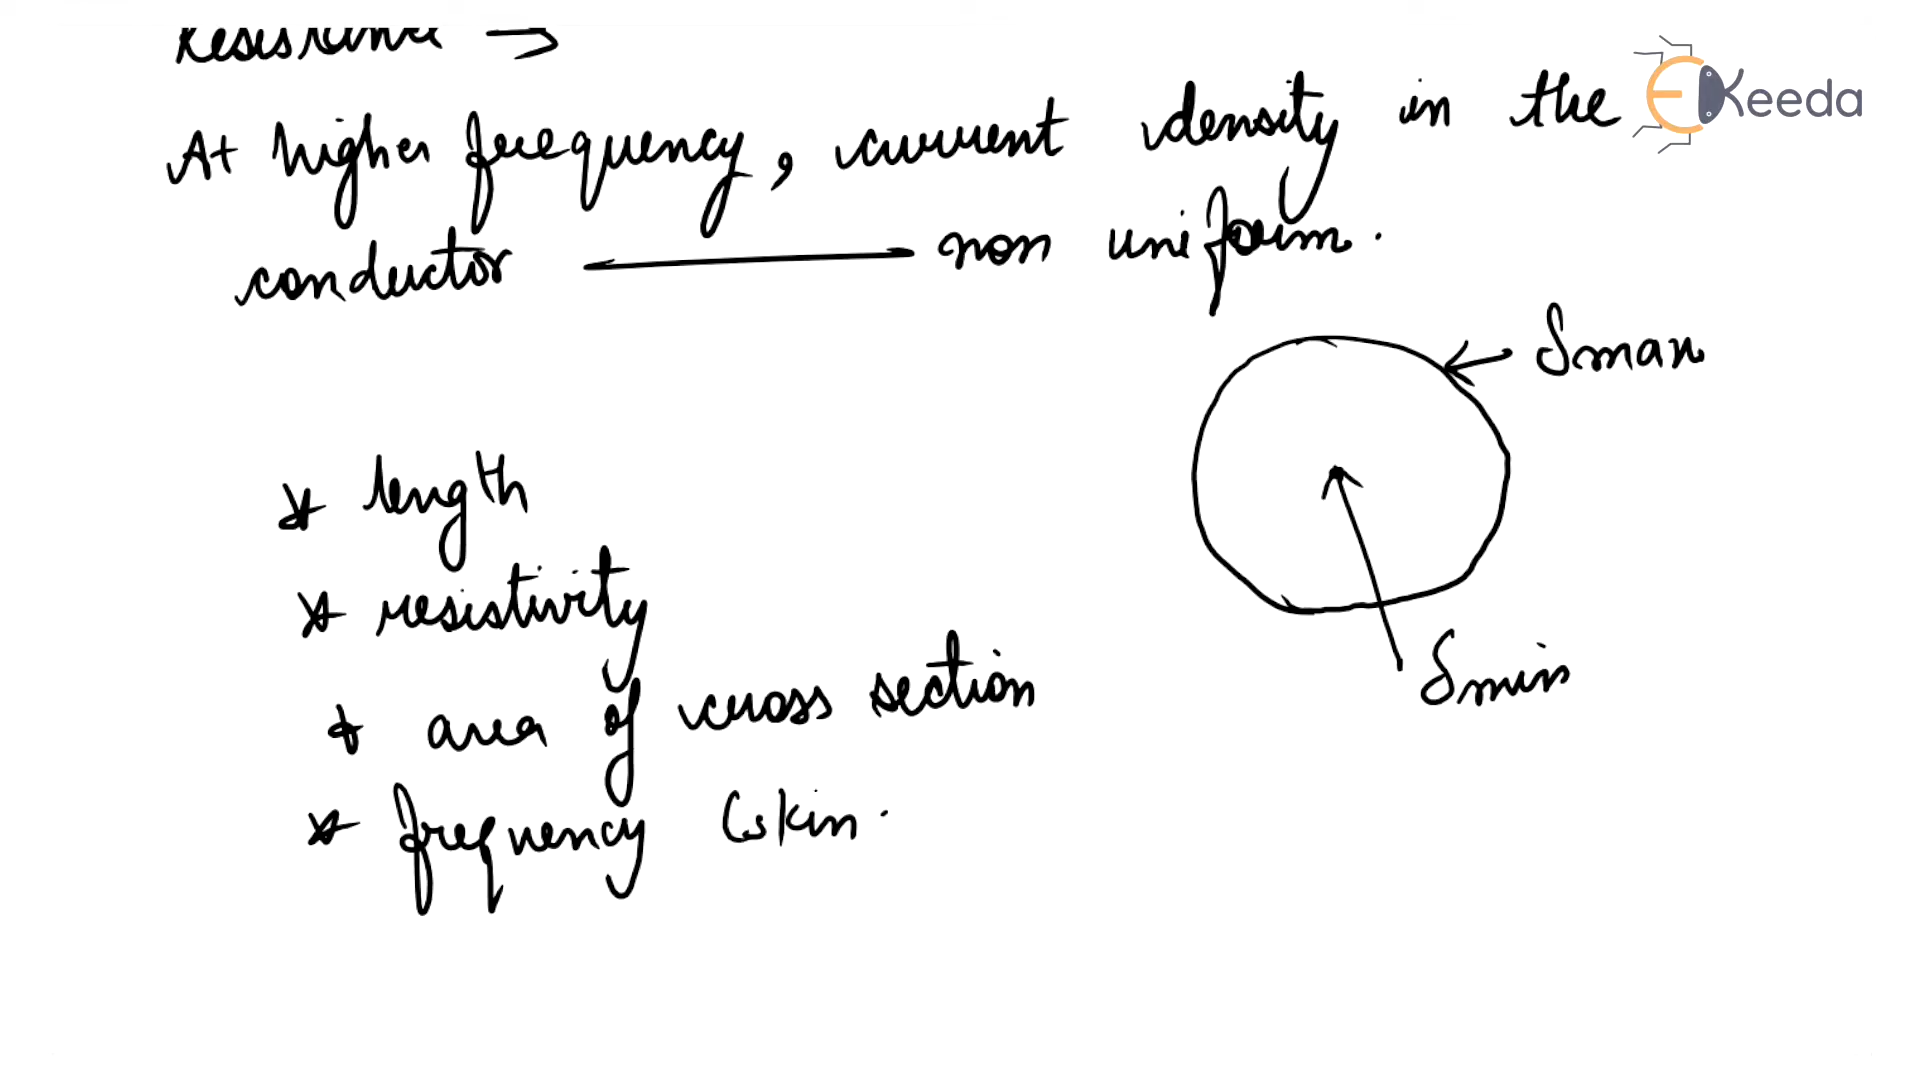 Resistance →
At higher frequency, current density in the
conductor — non uniform.
EKeeda
δmax
* length
* resistivity
* area of cross section
δmin
* frequency (skin.